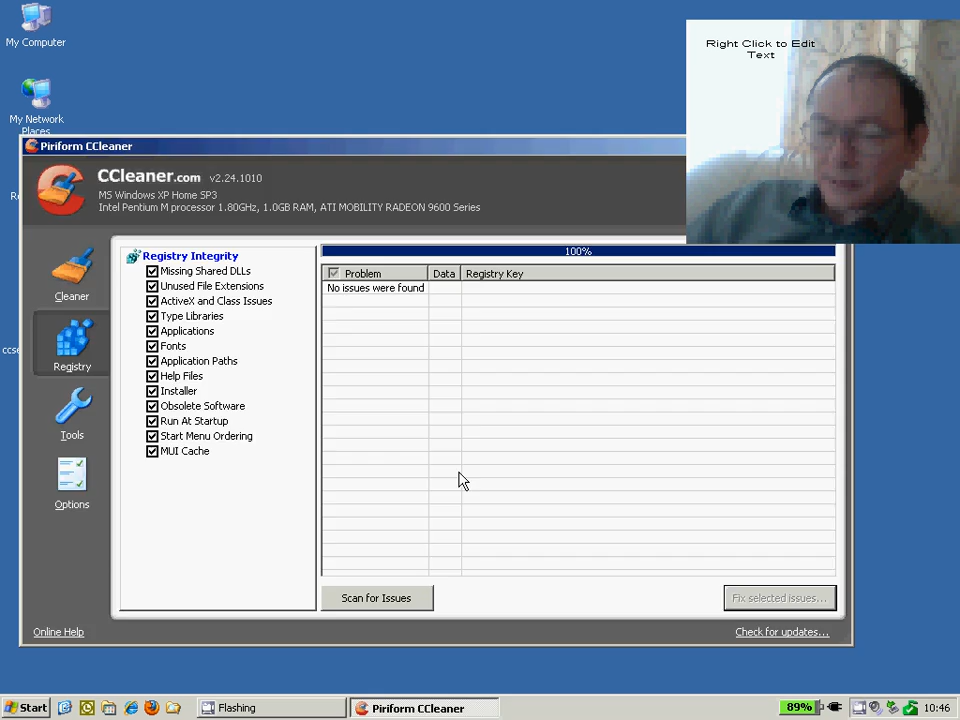 My Computer
My Network
Places
Right Click to Edit
Text
Piriform CCleaner
CCleaner.com v2.24.1010
MS Windows XP Home SP3
Intel Pentium M processor 1.80GHz, 1.0GB RAM, ATI MOBILITY RADEON 9600 Series
Cleaner
Registry
Tools
Options
Registry Integrity
Missing Shared DLLs
Unused File Extensions
ActiveX and Class Issues
Type Libraries
Applications
Fonts
Application Paths
Help Files
Installer
Obsolete Software
Run At Startup
Start Menu Ordering
MUI Cache
100%
Problem Data Registry Key
No issues were found
Scan for Issues
Fix selected issues...
Online Help
Check for updates...
Start
Flashing
Piriform CCleaner
89%
10:46